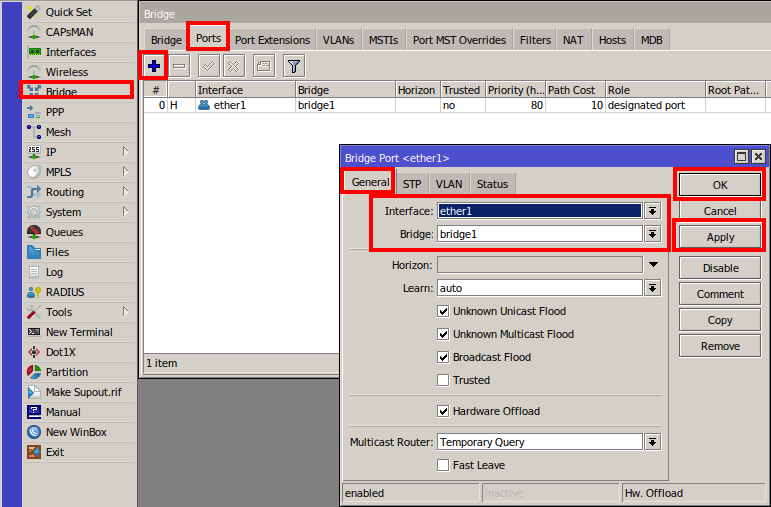 Quick Set
CAPsMAN
Interfaces
Wireless
Bridge
PPP
Mesh
255
IP
MPLS
Routing
System
Queues
Files
Log
RADIUS
Tools
New Terminal
Dot1X
Partition
Make Supout.rif
Manual
New WinBox
Exit
Bridge
Bridge Ports Port Extensions VLANs MSTIs Port MST Overrides Filters NAT Hosts MDB
# Interface Bridge Horizon Trusted Priority (h... Path Cost Role Root Pat...
0 H ether1 bridge1 no 80 10 designated port
1 item
Bridge Port <ether1>
General STP VLAN Status
Interface: ether1
Bridge: bridge1
Horizon:
Learn: auto
Unknown Unicast Flood
Unknown Multicast Flood
Broadcast Flood
Trusted
Hardware Offload
Multicast Router: Temporary Query
Fast Leave
OK
Cancel
Apply
Disable
Comment
Copy
Remove
enabled inactive Hw. Offload